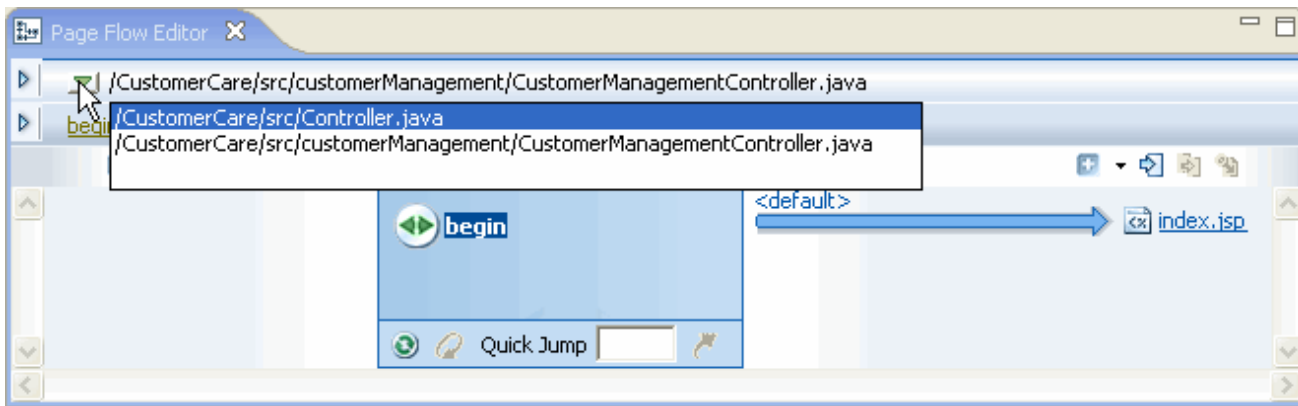 Page Flow Editor
/CustomerCare/src/customerManagement/CustomerManagementController.java
/CustomerCare/src/Controller.java
/CustomerCare/src/customerManagement/CustomerManagementController.java
<default>
begin
index.jsp
Quick Jump